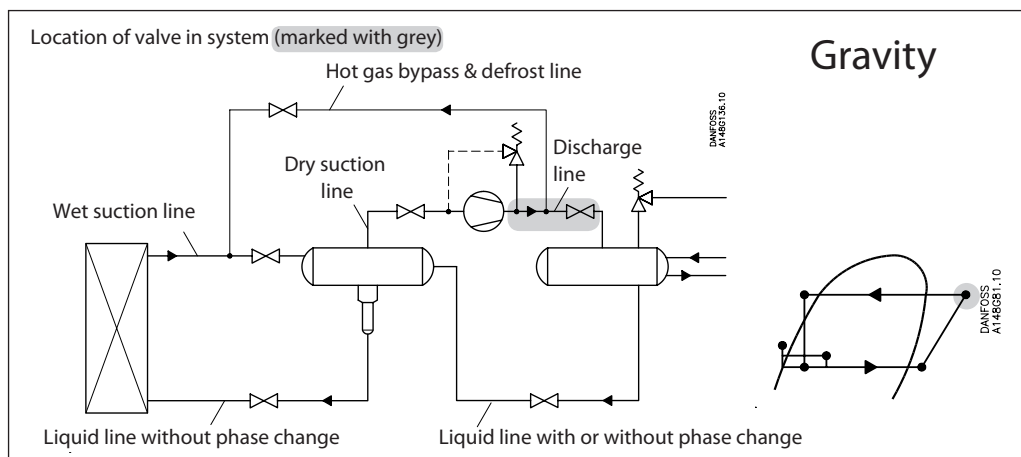 Location of valve in system (marked with grey)
Gravity
Hot gas bypass & defrost line
DANFOSS
A148G136.10
Discharge
line
Dry suction
line
Wet suction line
DANFOSS
A148G81.10
Liquid line without phase change
Liquid line with or without phase change